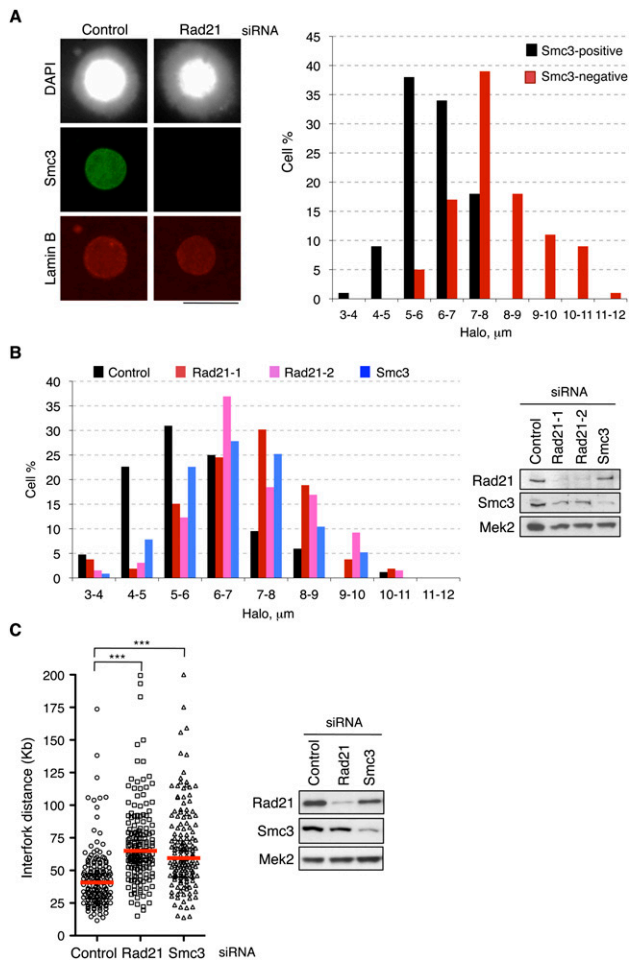 A
Control Rad21 siRNA
DAPI
Smc3
Lamin B
Smc3-positive
Smc3-negative
Cell %
45
40
35
30
25
20
15
10
5
0
3-4 4-5 5-6 6-7 7-8 8-9 9-10 10-11 11-12
Halo, μm
B
Control Rad21-1 Rad21-2 Smc3
Cell %
40
35
30
25
20
15
10
5
0
3-4 4-5 5-6 6-7 7-8 8-9 9-10 10-11 11-12
Halo, μm
siRNA
Control Rad21-1 Rad21-2 Smc3
Rad21
Smc3
Mek2
C
*** 
***
Interfork distance (Kb)
200
175
150
125
100
75
50
25
0
Control Rad21 Smc3 siRNA
siRNA
Control Rad21 Smc3
Rad21
Smc3
Mek2